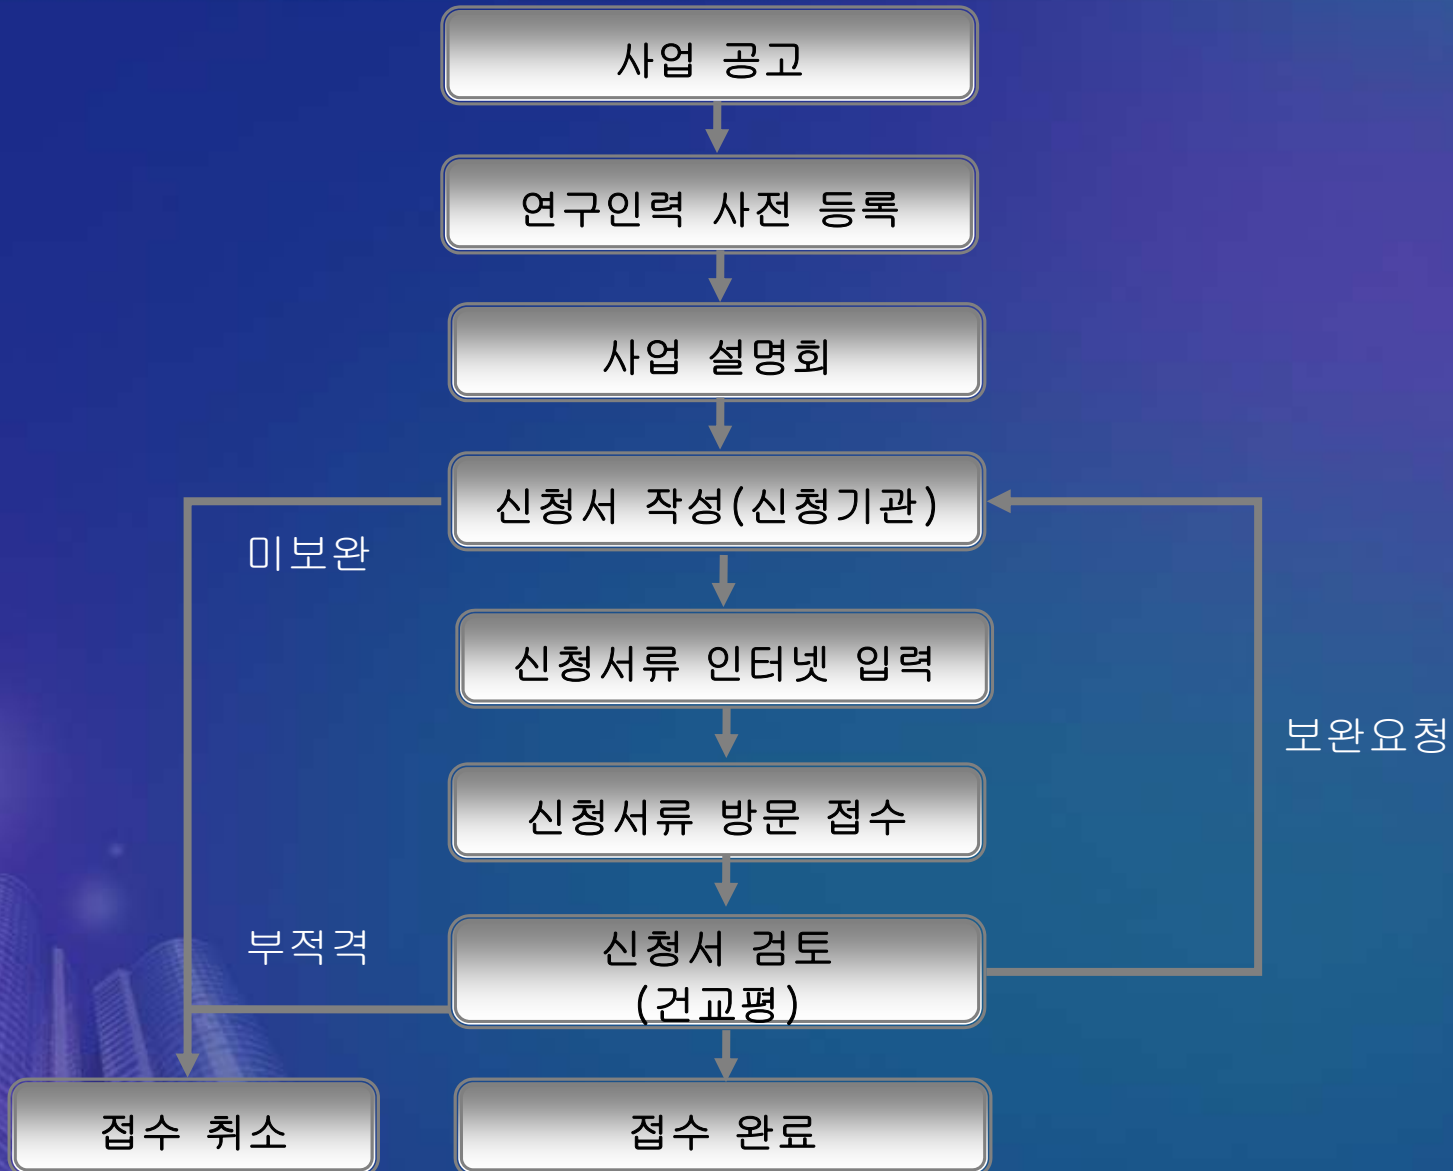 사업 공고
연구인력 사전 등록
사업 설명회
신청서 작성(신청기관)
미보완
신청서류 인터넷 입력
보완요청
신청서류 방문 접수
부적격
신청서 검토
(건교평)
접수 취소
접수 완료